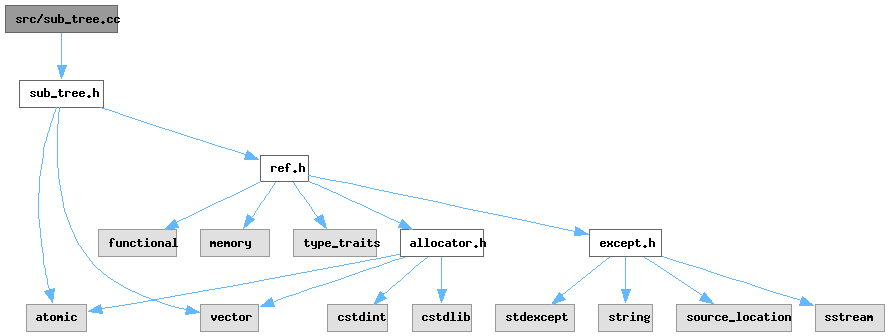 src/sub_tree.cc
sub_tree.h
ref.h
functional
memory
type_traits
allocator.h
except.h
atomic
vector
cstdint
cstdlib
stdexcept
string
source_location
sstream